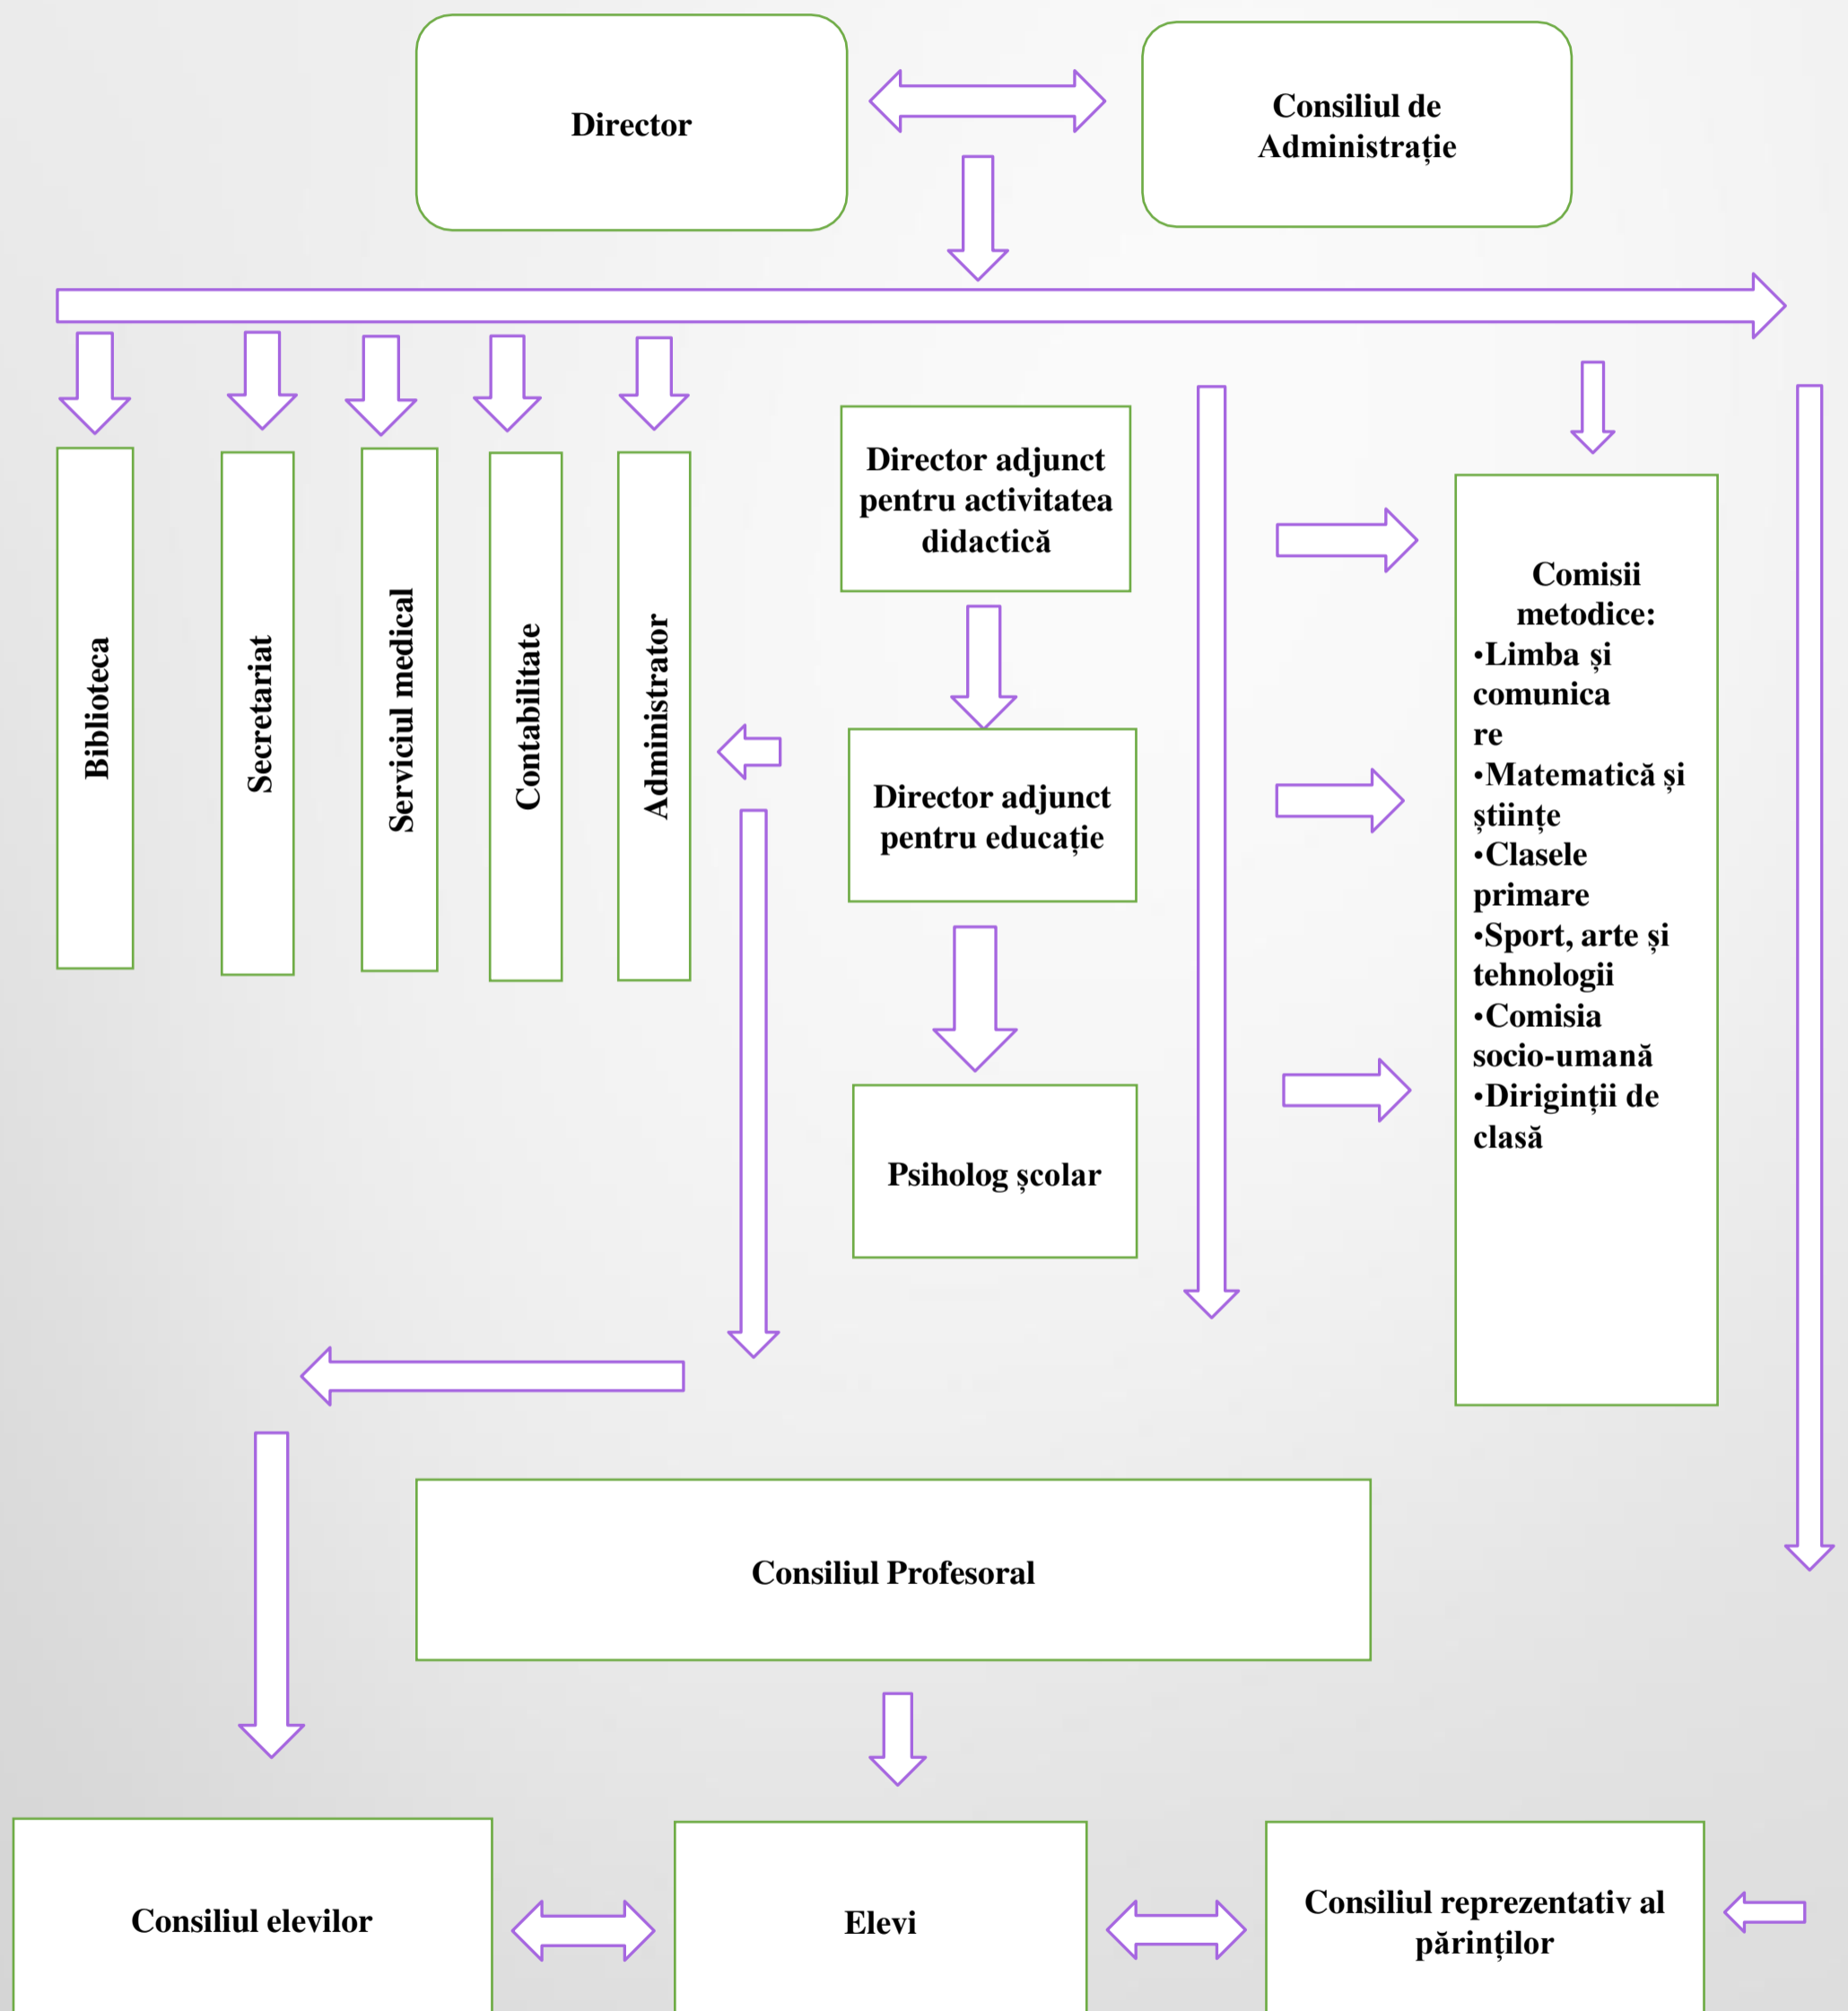 Director
Consiliul de
Administrație
Biblioteca
Secretariat
Serviciul medical
Contabilitate
Administrator
Director adjunct
pentru activitatea
didactică
Director adjunct
pentru educație
Psiholog școlar
Comisii
metodice:
•Limba și
comunica
re
•Matematică și
științe
•Clasele
primare
•Sport, arte și
tehnologii
•Comisia
socio-umană
•Diriginții de
clasă
Consiliul Profesoral
Consiliul elevilor
Elevi
Consiliul reprezentativ al
părinților